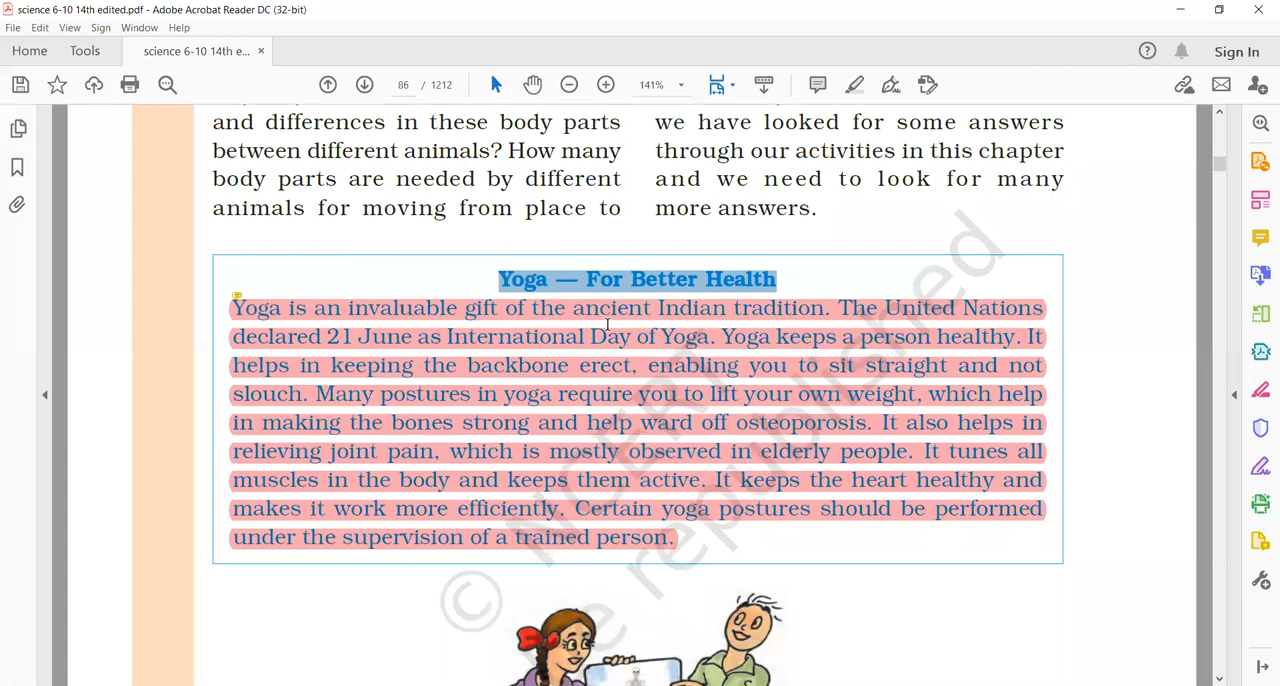 science 6-10 14th edited.pdf - Adobe Acrobat Reader DC (32-bit)
File Edit View Sign Window Help
Home Tools science 6-10 14th e... × Sign In
86 / 1212 141%
and differences in these body parts
between different animals? How many
body parts are needed by different
animals for moving from place to
we have looked for some answers
through our activities in this chapter
and we need to look for many
more answers.
Yoga — For Better Health
Yoga is an invaluable gift of the ancient Indian tradition. The United Nations
declared 21 June as International Day of Yoga. Yoga keeps a person healthy. It
helps in keeping the backbone erect, enabling you to sit straight and not
slouch. Many postures in yoga require you to lift your own weight, which help
in making the bones strong and help ward off osteoporosis. It also helps in
relieving joint pain, which is mostly observed in elderly people. It tunes all
muscles in the body and keeps them active. It keeps the heart healthy and
makes it work more efficiently. Certain yoga postures should be performed
under the supervision of a trained person.
© NCERT
be republished